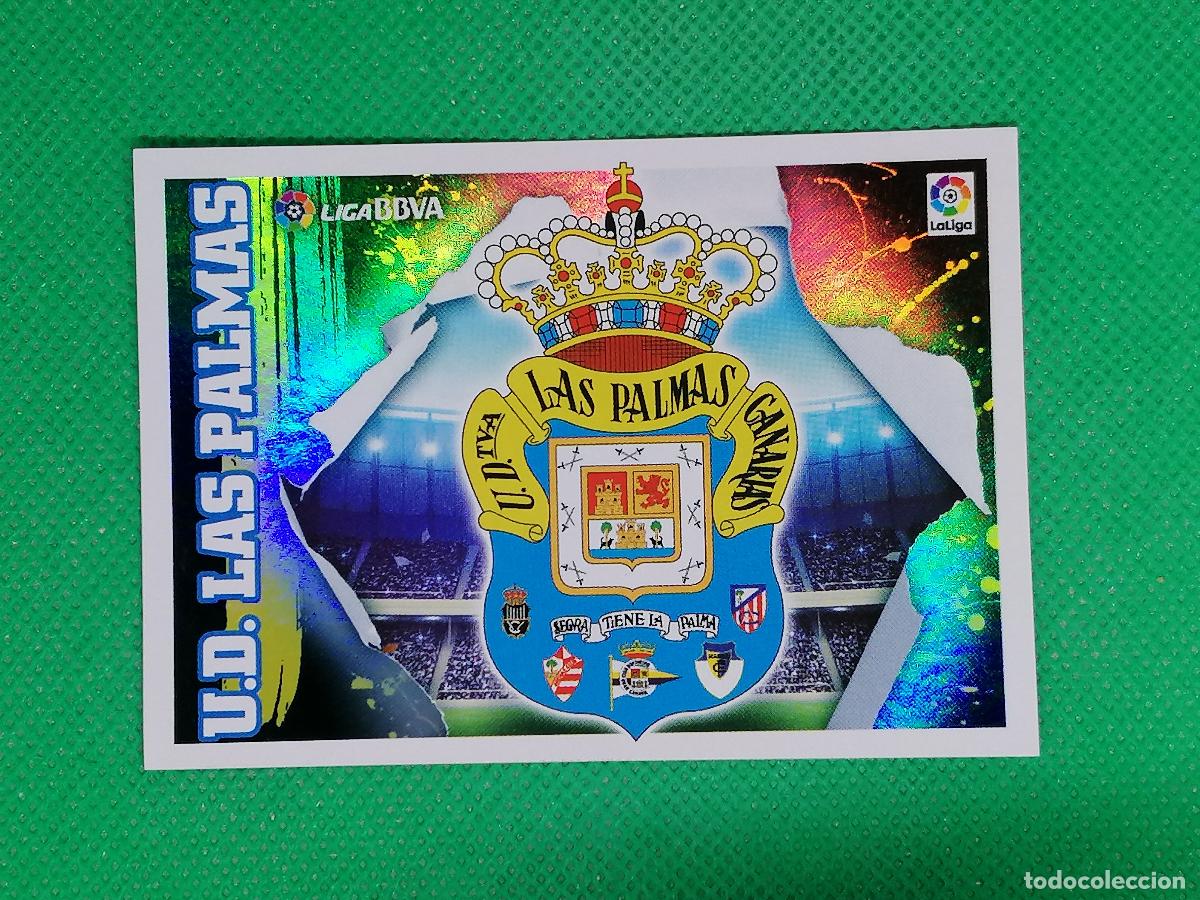 U.D. LAS PALMAS
LIGA BBVA
LaLiga
U.D. TVA
LAS PALMAS
CANARIAS
SEGRA TIENE LA PALMA
todocoleccion